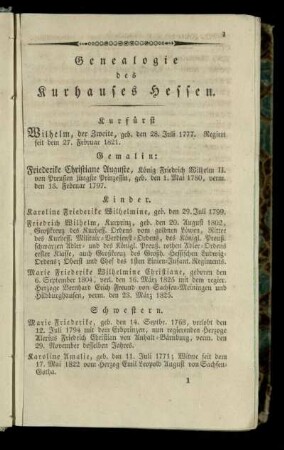 3
Genealogie
des
Kurhauses Hessen.
Kurfürst
Wilhelm, der Zweite, geb. den 28. Juli 1777. Regiert
seit dem 27. Februar 1821.
Gemalin:
Friederike Christiane Auguste, König Friedrich Wilhelm II.
von Preussen jüngste Prinzessin, geb. den 1. Mai 1780, verm.
den 13. Februar 1797.
Kinder.
Karoline Friederike Wilhelmine, geb. den 29. Juli 1799.
Friedrich Wilhelm, Kurprinz, geb. den 20. August 1802,
Großkreuz des Kurhess. Ordens vom goldnen Löwen, Ritter
des Kurhess. Militair-Verdienst-Ordens, des Königl. Preuß.
schwarzen Adler- und des Königl. Preuß. rothen Adler-Ordens
erster Klasse, auch Großkreuz des Großh. Hessischen Ludwigs-
Ordens; Oberst und Chef des 1sten Linien-Infant. Regiments.
Marie Friederike Wilhelmine Christiane, geboren den
6. September 1804, veri. den 16. März 1825 mit dem regier.
Herzoge Bernhard Erich Freund von Sachsen-Meiningen und
Hildburghausen, verm. den 23. März 1825.
Schwestern.
Marie Friederike, geb. den 14. Septbr. 1768, verlobt den
12. Juli 1794 mit dem Erbprinzen, nun regierenden Herzoge
Alexius Friedrich Christian von Anhalt-Bärnburg, verm. den
29. November desselben Jahres.
Karoline Amalie, geb. den 11. Juli 1771; Witwe seit dem
17. Mai 1822 vom Herzog Emil Leopold August von Sachsen-
Gotha.
1